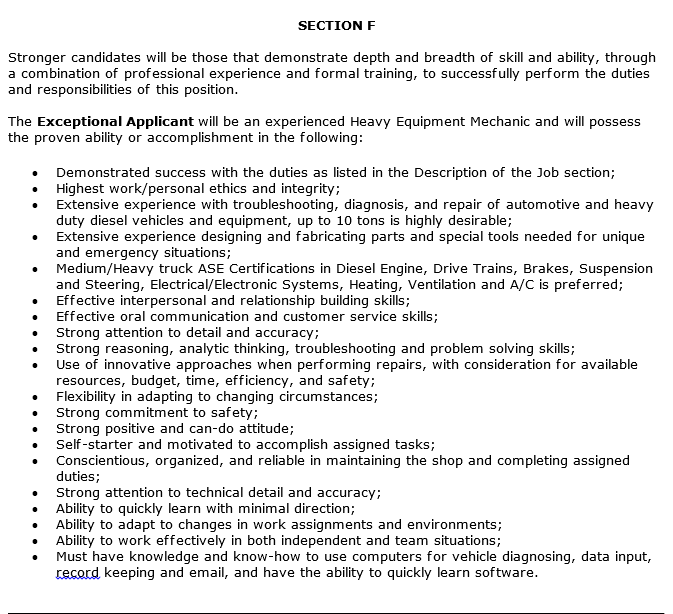 SECTION F
Stronger candidates will be those that demonstrate depth and breadth of skill and ability, through
a combination of professional experience and formal training, to successfully perform the duties
and responsibilities of this position.
The Exceptional Applicant will be an experienced Heavy Equipment Mechanic and will possess
the proven ability or accomplishment in the following:
• Demonstrated success with the duties as listed in the Description of the Job section;
• Highest work/personal ethics and integrity;
• Extensive experience with troubleshooting, diagnosis, and repair of automotive and heavy
duty diesel vehicles and equipment, up to 10 tons is highly desirable;
• Extensive experience designing and fabricating parts and special tools needed for unique
and emergency situations;
• Medium/Heavy truck ASE Certifications in Diesel Engine, Drive Trains, Brakes, Suspension
and Steering, Electrical/Electronic Systems, Heating, Ventilation and A/C is preferred;
• Effective interpersonal and relationship building skills;
• Effective oral communication and customer service skills;
• Strong attention to detail and accuracy;
• Strong reasoning, analytic thinking, troubleshooting and problem solving skills;
• Use of innovative approaches when performing repairs, with consideration for available
resources, budget, time, efficiency, and safety;
• Flexibility in adapting to changing circumstances;
• Strong commitment to safety;
• Strong positive and can-do attitude;
• Self-starter and motivated to accomplish assigned tasks;
• Conscientious, organized, and reliable in maintaining the shop and completing assigned
duties;
• Strong attention to technical detail and accuracy;
• Ability to quickly learn with minimal direction;
• Ability to adapt to changes in work assignments and environments;
• Ability to work effectively in both independent and team situations;
• Must have knowledge and know-how to use computers for vehicle diagnosing, data input,
record keeping and email, and have the ability to quickly learn software.